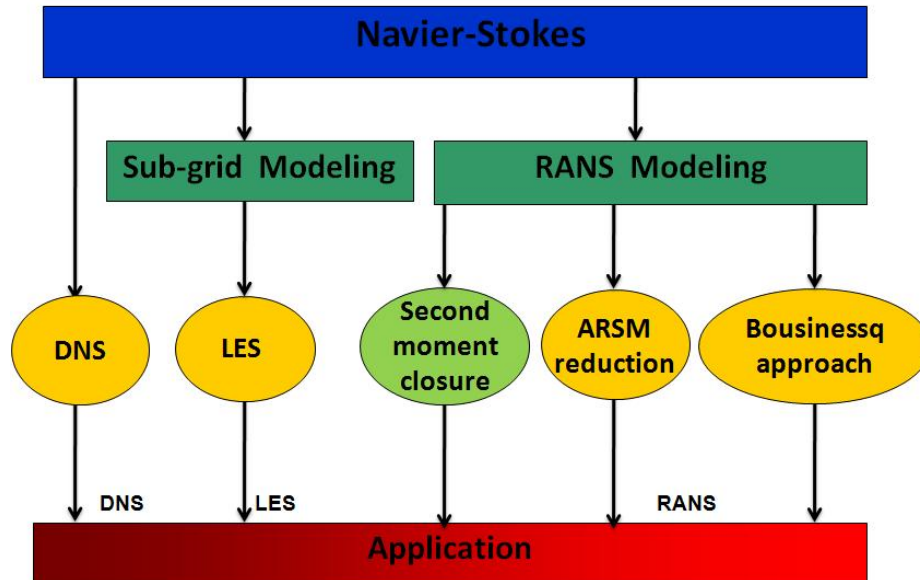 Navier-Stokes
Sub-grid Modeling
RANS Modeling
DNS
LES
Second
moment
closure
ARSM
reduction
Bousinessq
approach
DNS
LES
RANS
Application